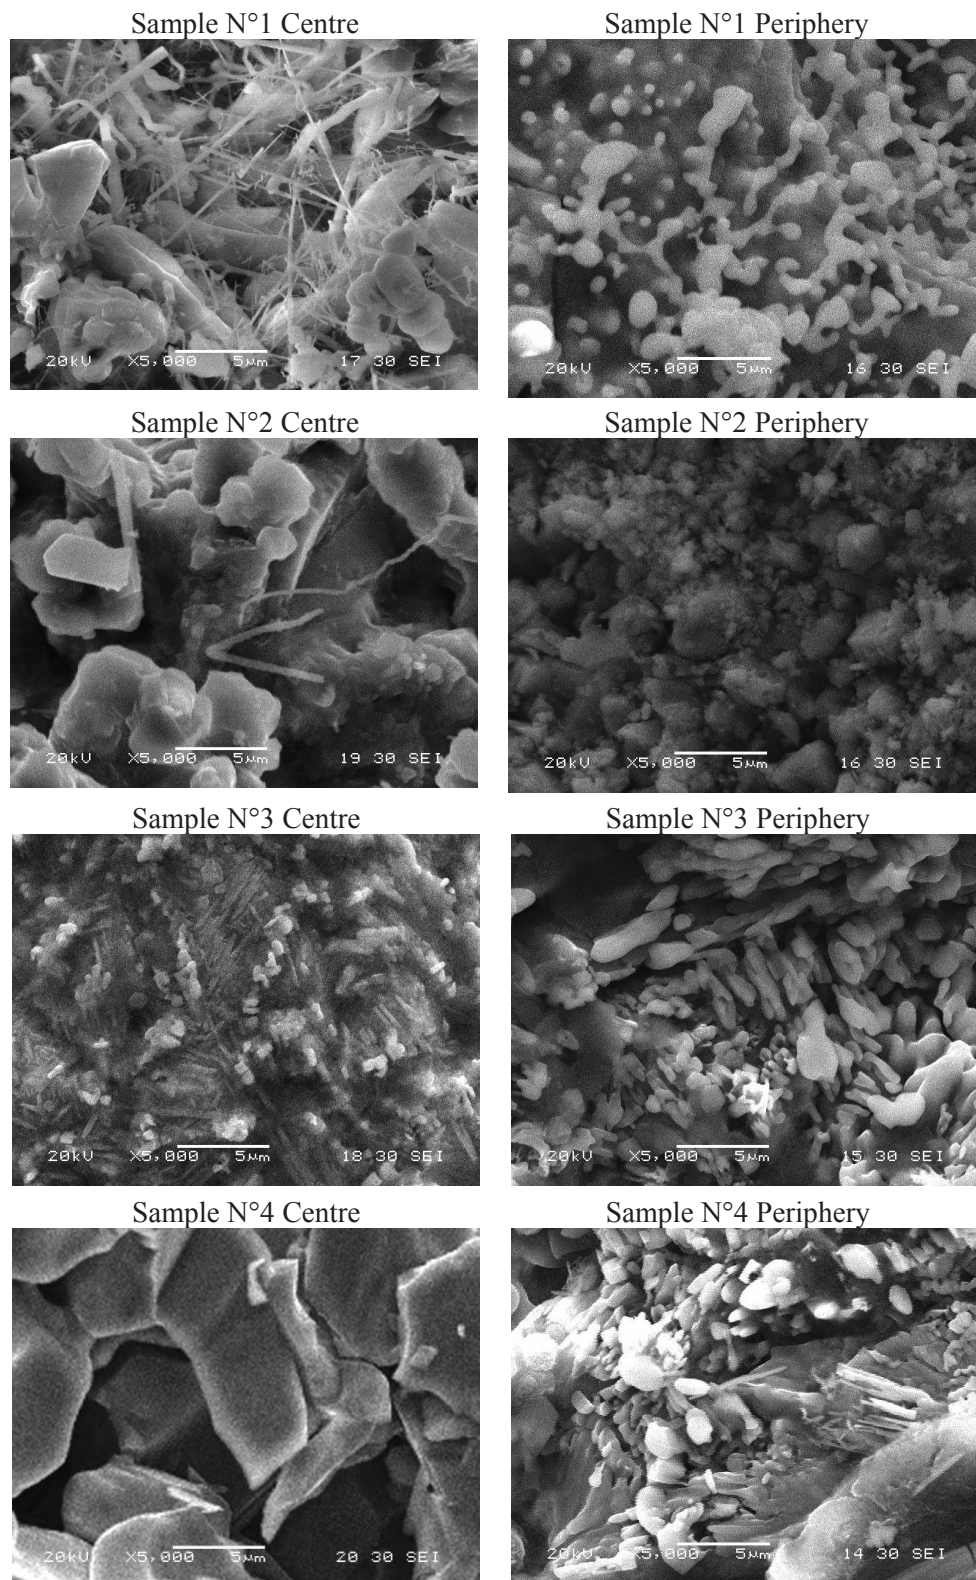 Sample N°1 Centre
Sample N°1 Periphery
20kV X5,000 5μm 17 30 SEI
20kV X5,000 5μm 16 30 SEI
Sample N°2 Centre
Sample N°2 Periphery
20kV X5,000 5μm 19 30 SEI
20kV X5,000 5μm 16 30 SEI
Sample N°3 Centre
Sample N°3 Periphery
20kV X5,000 5μm 18 30 SEI
20kV X5,000 5μm 15 30 SEI
Sample N°4 Centre
Sample N°4 Periphery
20kV X5,000 5μm 20 30 SEI
20kV X5,000 5μm 14 30 SEI